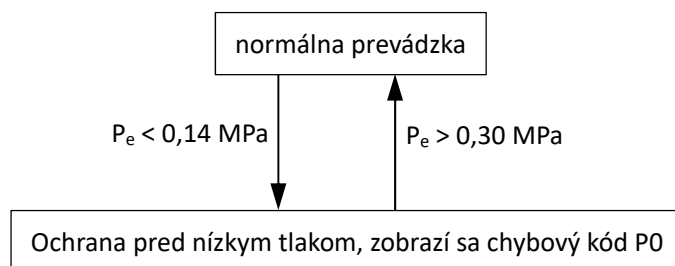 normálna prevádzka
Pₑ < 0,14 MPa
Pₑ > 0,30 MPa
Ochrana pred nízkym tlakom, zobrazí sa chybový kód P0